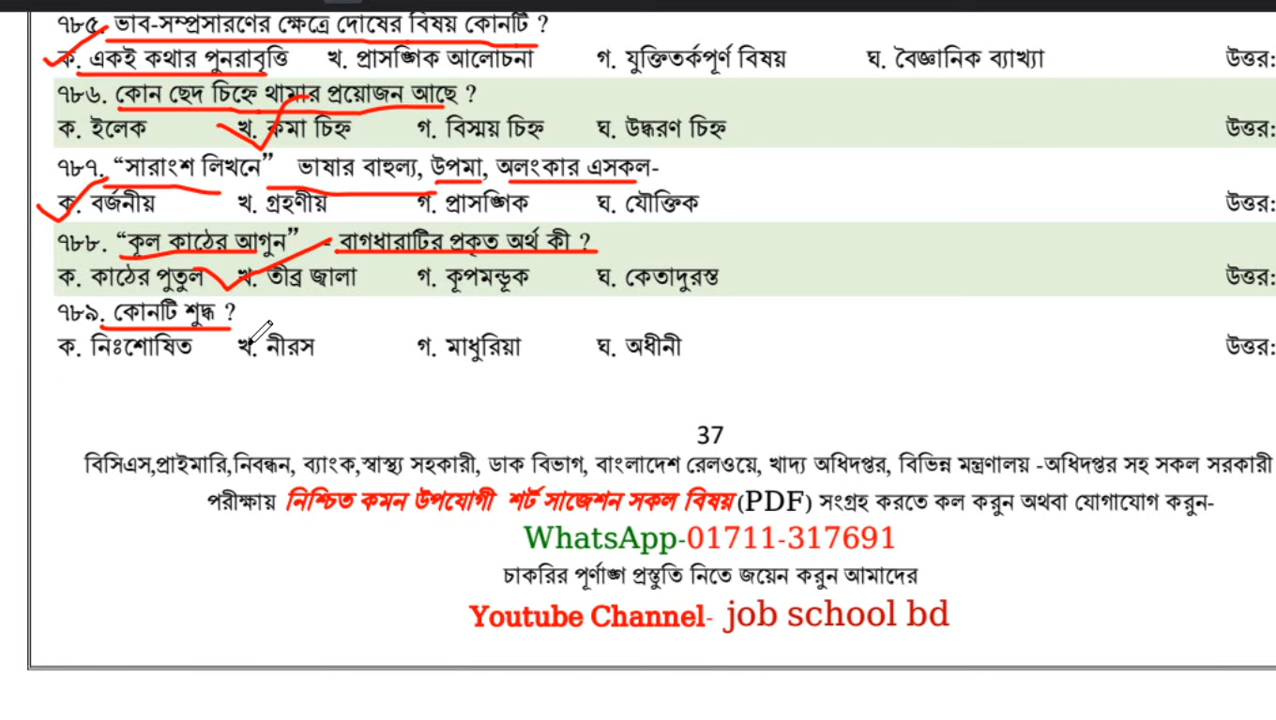 ৭৮৫. ভাব-সম্প্রসারণের ক্ষেত্রে দোষের বিষয় কোনটি ?
ক. একই কথার পুনরাবৃত্তি খ. প্রাসঙ্গিক আলোচনা গ. যুক্তিতর্কপূর্ণ বিষয় ঘ. বৈজ্ঞানিক ব্যাখ্যা উত্তর:
৭৮৬. কোন ছেদ চিহ্নে থামার প্রয়োজন আছে ?
ক. ইলেক খ. কমা চিহ্ন গ. বিস্ময় চিহ্ন ঘ. উদ্ধরণ চিহ্ন উত্তর:
৭৮৭. “সারাংশ লিখনে” ভাষার বাহুল্য, উপমা, অলংকার এসকল-
ক. বর্জনীয় খ. গ্রহণীয় গ. প্রাসঙ্গিক ঘ. যৌক্তিক উত্তর:
৭৮৮. “কূল কাঠের আগুন” - বাগধারাটির প্রকৃত অর্থ কী ?
ক. কাঠের পুতুল খ. তীব্র জ্বালা গ. কূপমন্ডূক ঘ. কেতাদুরস্ত উত্তর:
৭৮৯. কোনটি শুদ্ধ ?
ক. নিঃশোষিত খ. নীরস গ. মাধুরিয়া ঘ. অধীনী উত্তর:
37
বিসিএস,প্রাইমারি,নিবন্ধন, ব্যাংক,স্বাস্থ্য সহকারী, ডাক বিভাগ, বাংলাদেশ রেলওয়ে, খাদ্য অধিদপ্তর, বিভিন্ন মন্ত্রণালয় -অধিদপ্তর সহ সকল সরকারী
পরীক্ষায় নিশ্চিত কমন উপযোগী শর্ট সাজেশন সকল বিষয় (PDF) সংগ্রহ করতে কল করুন অথবা যোগাযোগ করুন-
WhatsApp-01711-317691
চাকরির পূর্ণাঙ্গ প্রস্তুতি নিতে জয়েন করুন আমাদের
Youtube Channel- job school bd